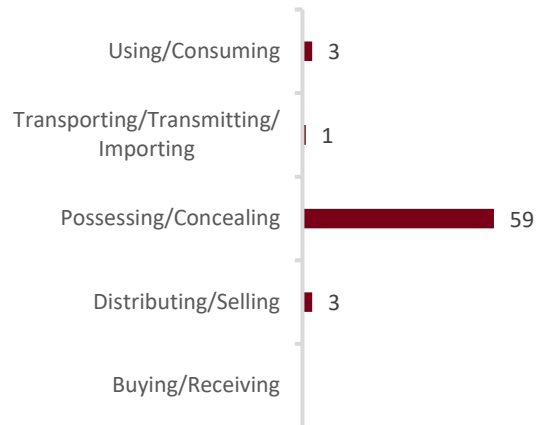 Using/Consuming 3
Transporting/Transmitting/
Importing 1
Possessing/Concealing 59
Distributing/Selling 3
Buying/Receiving